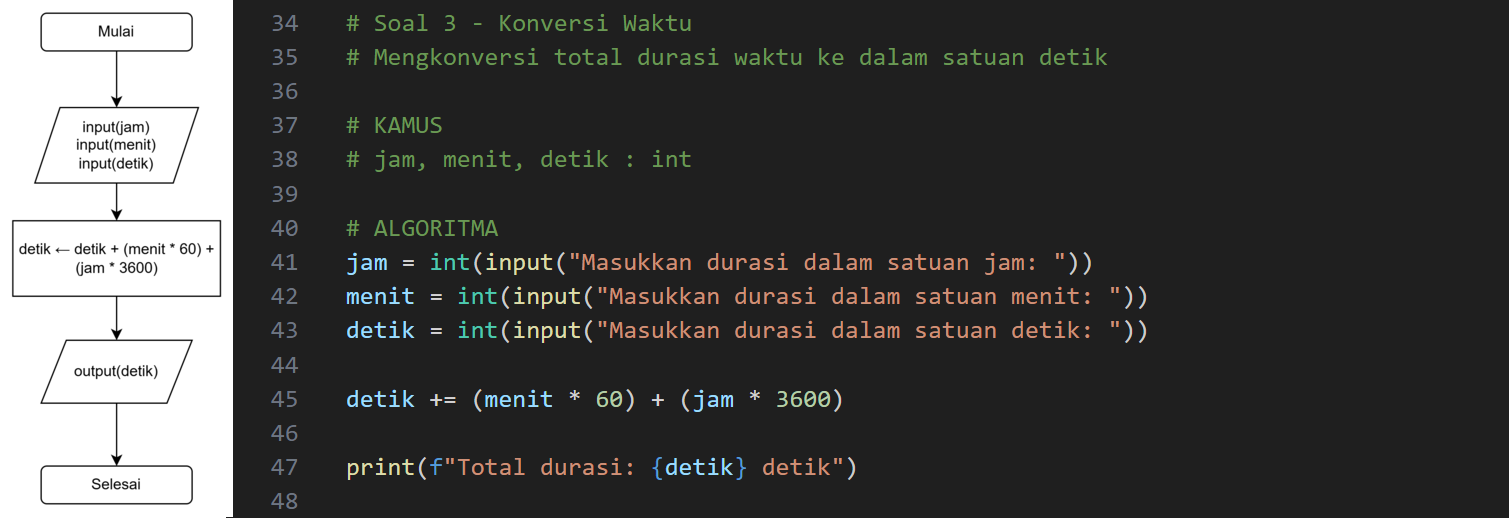 Mulai
input(jam)
input(menit)
input(detik)
detik ← detik + (menit * 60) +
(jam * 3600)
output(detik)
Selesai
34 # Soal 3 - Konversi Waktu
35 # Mengkonversi total durasi waktu ke dalam satuan detik
36
37 # KAMUS
38 # jam, menit, detik : int
39
40 # ALGORITMA
41 jam = int(input("Masukkan durasi dalam satuan jam: "))
42 menit = int(input("Masukkan durasi dalam satuan menit: "))
43 detik = int(input("Masukkan durasi dalam satuan detik: "))
44
45 detik += (menit * 60) + (jam * 3600)
46
47 print(f"Total durasi: {detik} detik")
48